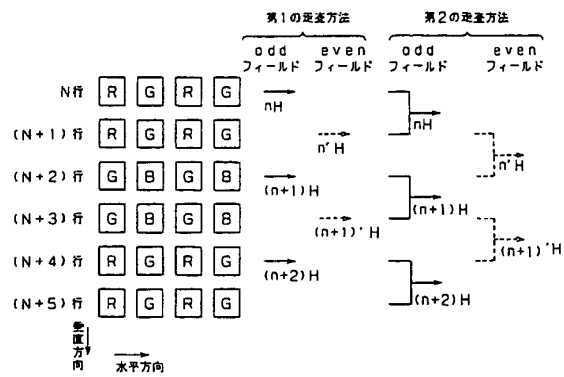 第1の走査方法 第2の走査方法
odd even odd even
フィールド フィールド フィールド フィールド
N行 R G R G nH nH
(N+1)行 R G R G n'H n'H
(N+2)行 G B G B (n+1)H (n+1)H
(N+3)行 G B G B (n+1)'H (n+1)'H
(N+4)行 R G R G (n+2)H (n+2)H
(N+5)行 R G R G
垂直方向
水平方向